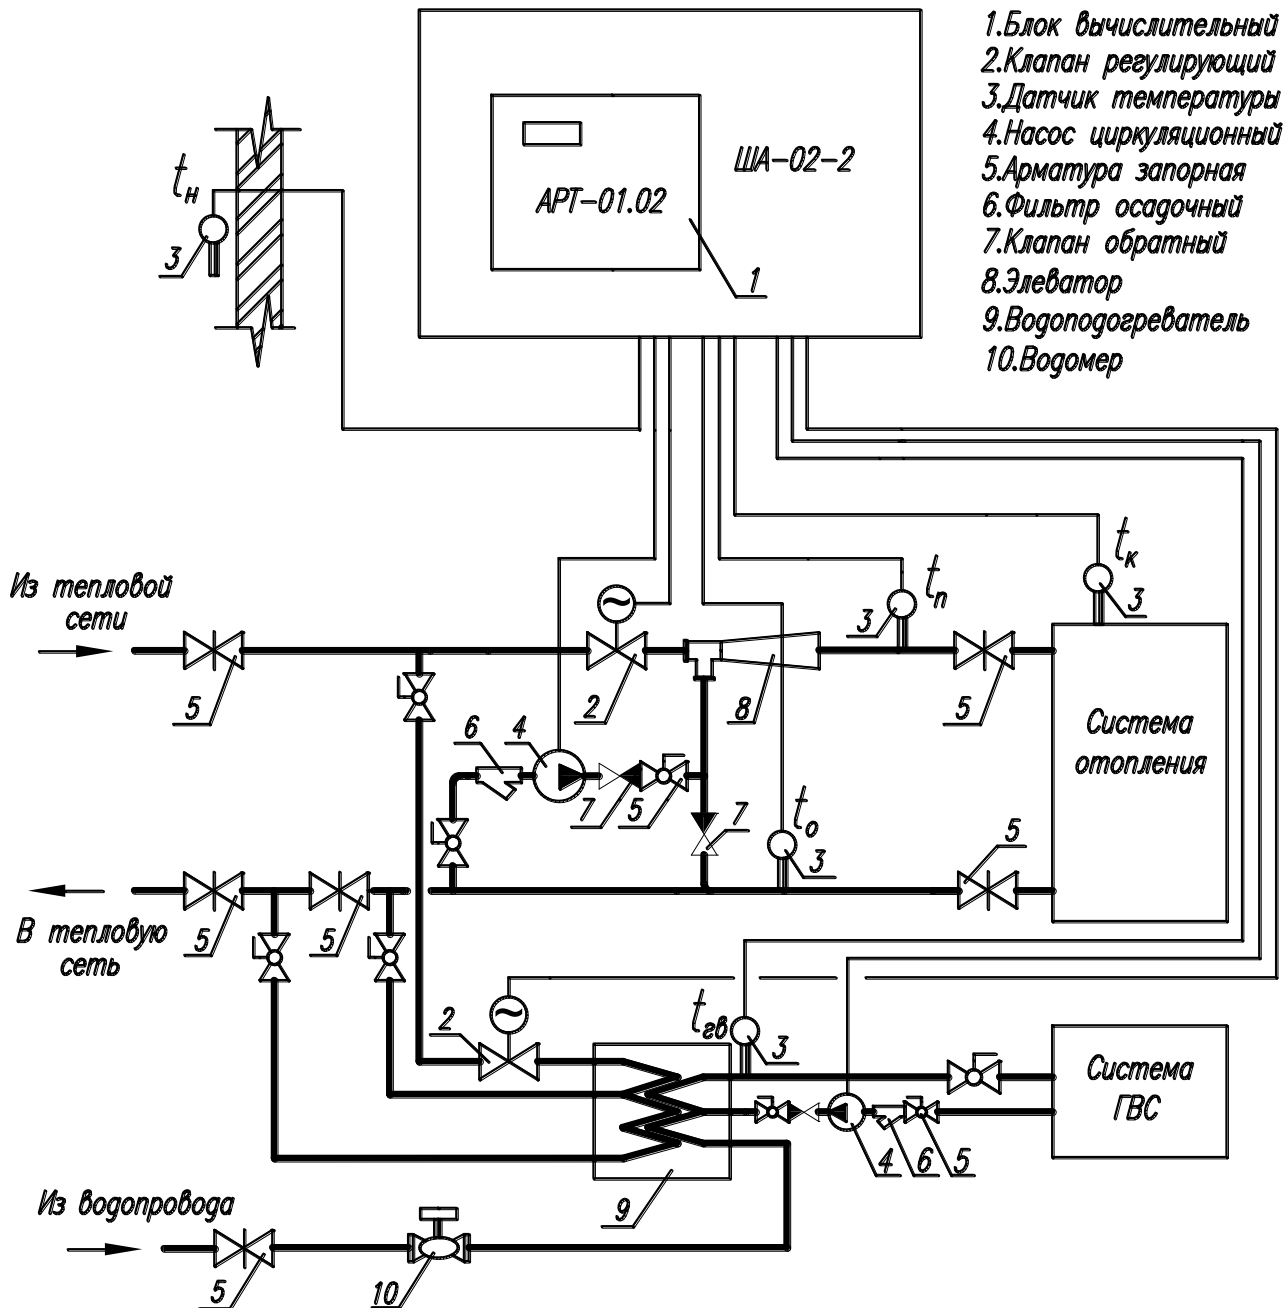 1.Блок вычислительный
2.Клапан регулирующий
3.Датчик температуры
4.Насос циркуляционный
5.Арматура запорная
6.Фильтр осадочный
7.Клапан обратный
8.Элеватор
9.Водоподогреватель
10.Водомер
ША-02-2
АРТ-01.02
1
tн
3
tк
3
tп
3
Из тепловой
сети
5
2
8
5
Система
отопления
6
4
7
5
7
tо
3
5
В тепловую
сеть
5
5
2
tгв
3
Система
ГВС
4
6
5
9
Из водопровода
5
10